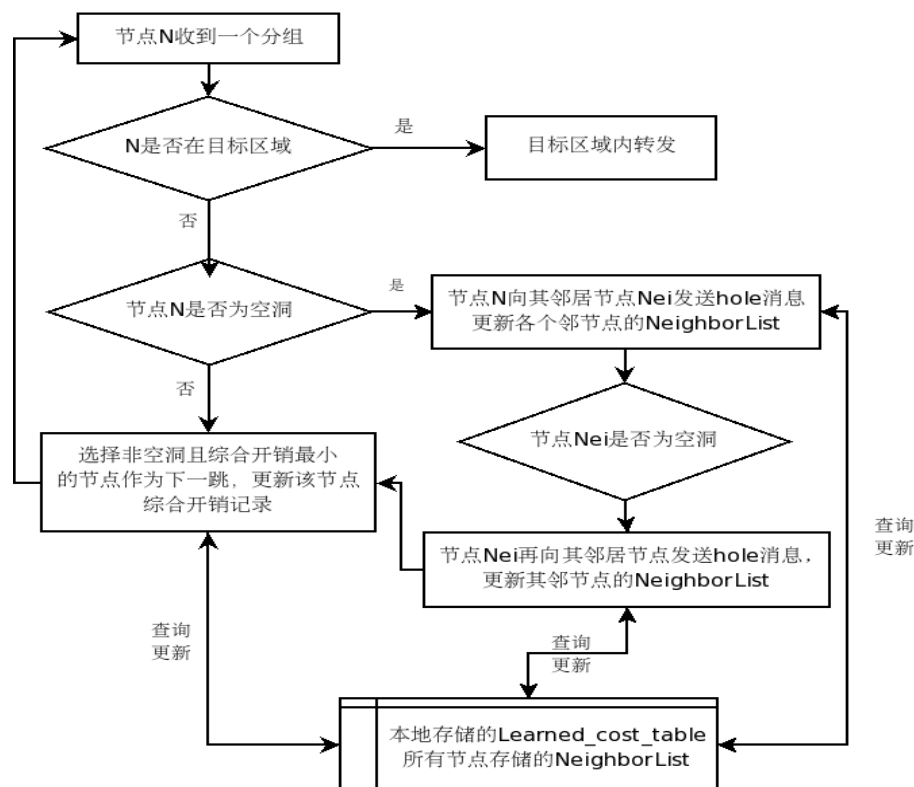 节点N收到一个分组
N是否在目标区域
是
目标区域内转发
否
节点N是否为空洞
是
节点N向其邻居节点Nei发送hole消息
更新各个邻节点的NeighborList
否
节点Nei是否为空洞
选择非空洞且综合开销最小
的节点作为下一跳，更新该节点
综合开销记录
查询
更新
节点Nei再向其邻居节点发送hole消息，
更新其邻节点的NeighborList
查询
更新
查询
更新
本地存储的Learned_cost_table
所有节点存储的NeighborList